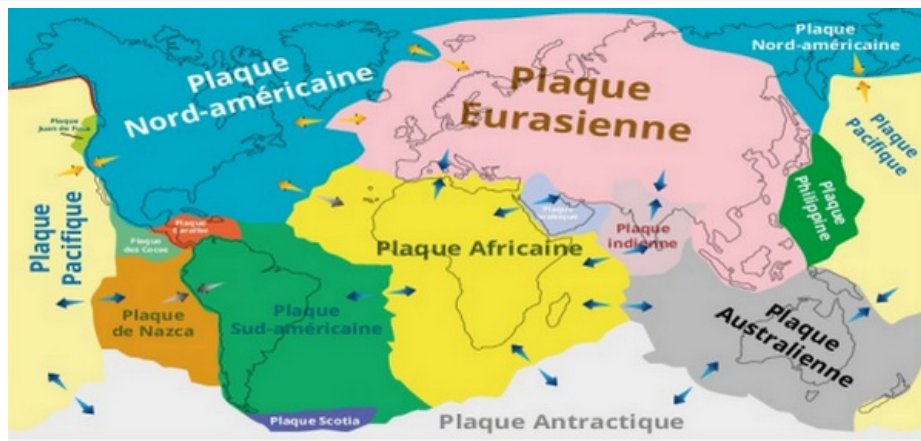 Plaque
Nord-américaine
Plaque
Eurasienne
Plaque
Nord-américaine
Plaque
Juan de Fuca
Plaque
Pacifique
Plaque
Pacifique
Plaque
Philippine
Plaque
Caraïbe
Plaque
des Cocos
Plaque Africaine
Plaque
Arabique
Plaque
indienne
Plaque
de Nazca
Plaque
Sud-américaine
Plaque
Australienne
Plaque Scotia
Plaque Antractique